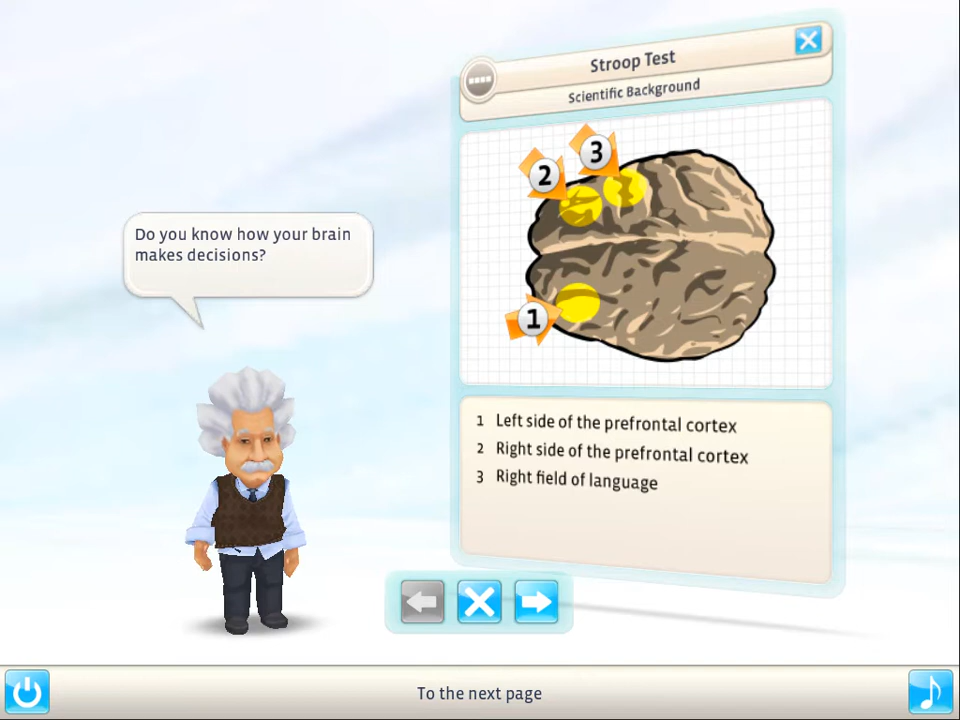 Stroop Test
Scientific Background
3
2
1
Do you know how your brain
makes decisions?
1 Left side of the prefrontal cortex
2 Right side of the prefrontal cortex
3 Right field of language
To the next page